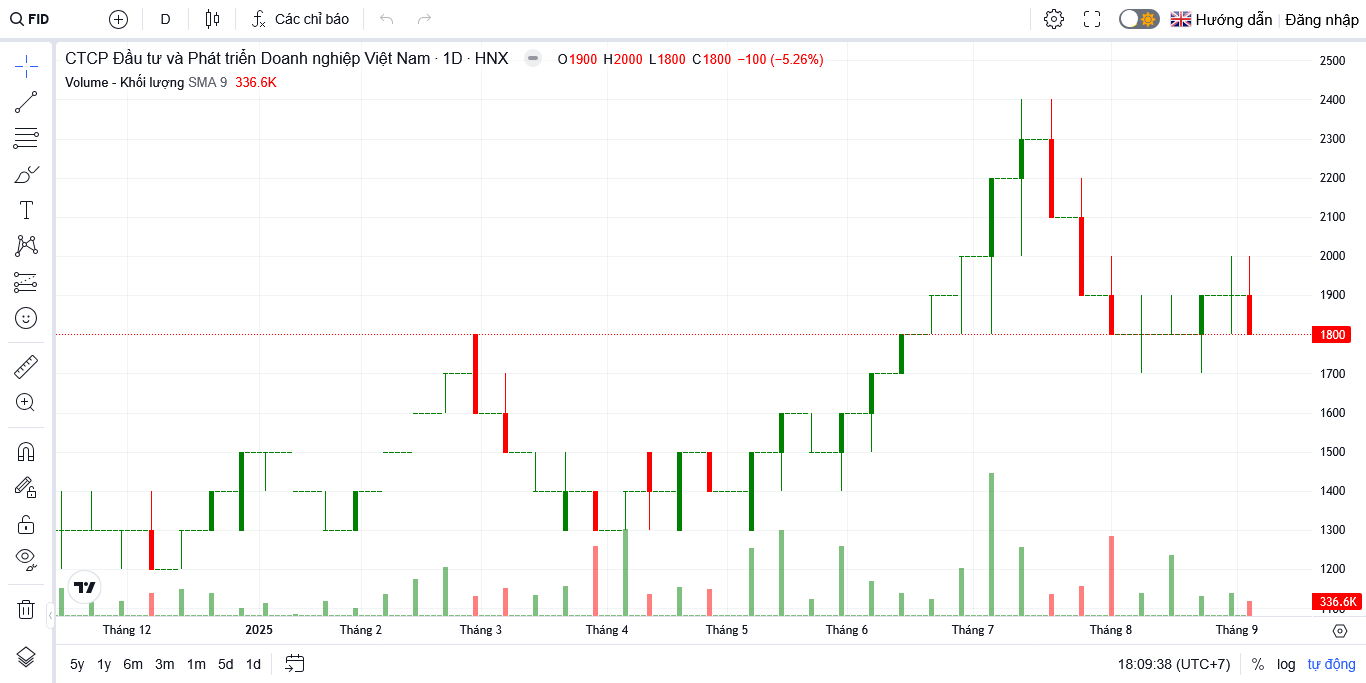 FID D Các chỉ báo Hướng dẫn Đăng nhập
CTCP Đầu tư và Phát triển Doanh nghiệp Việt Nam · 1D · HNX O1900 H2000 L1800 C1800 −100 (−5.26%)
Volume - Khối lượng SMA 9 336.6K
2500
2400
2300
2200
2100
2000
1900
1800
1700
1600
1500
1400
1300
1200
336.6K
1100
Tháng 12 2025 Tháng 2 Tháng 3 Tháng 4 Tháng 5 Tháng 6 Tháng 7 Tháng 8 Tháng 9
5y 1y 6m 3m 1m 5d 1d 18:09:38 (UTC+7) % log tự động